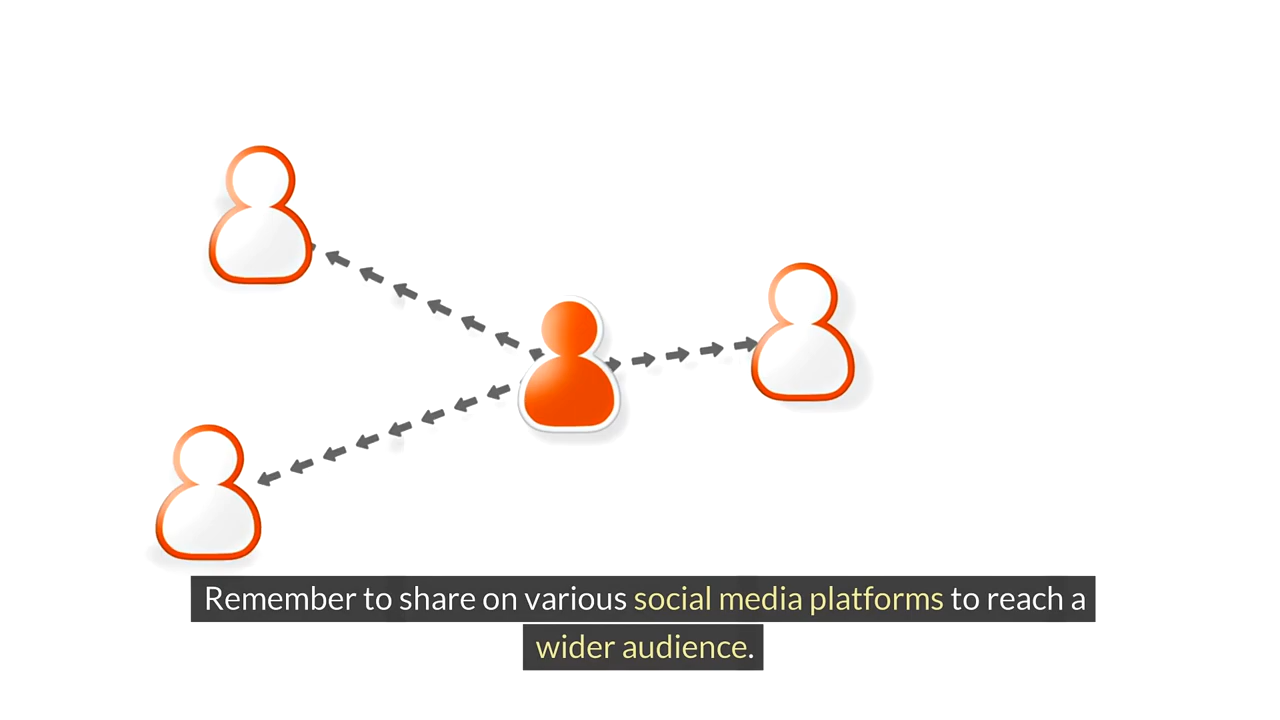 Remember to share on various social media platforms to reach a
wider audience.